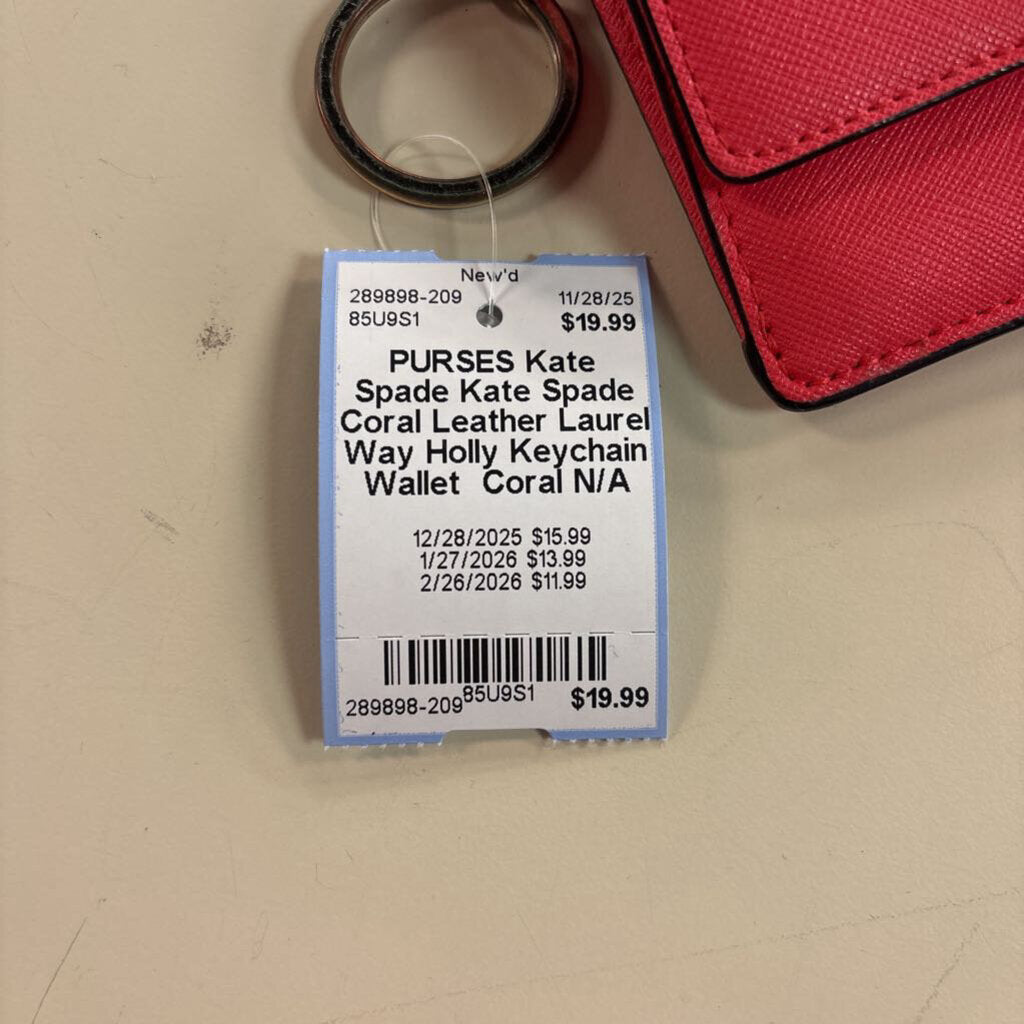 New'd
289898-209 11/28/25
85U9S1 $19.99
PURSES Kate
Spade Kate Spade
Coral Leather Laurel
Way Holly Keychain
Wallet Coral N/A
12/28/2025 $15.99
1/27/2026 $13.99
2/26/2026 $11.99
289898-209 85U9S1 $19.99